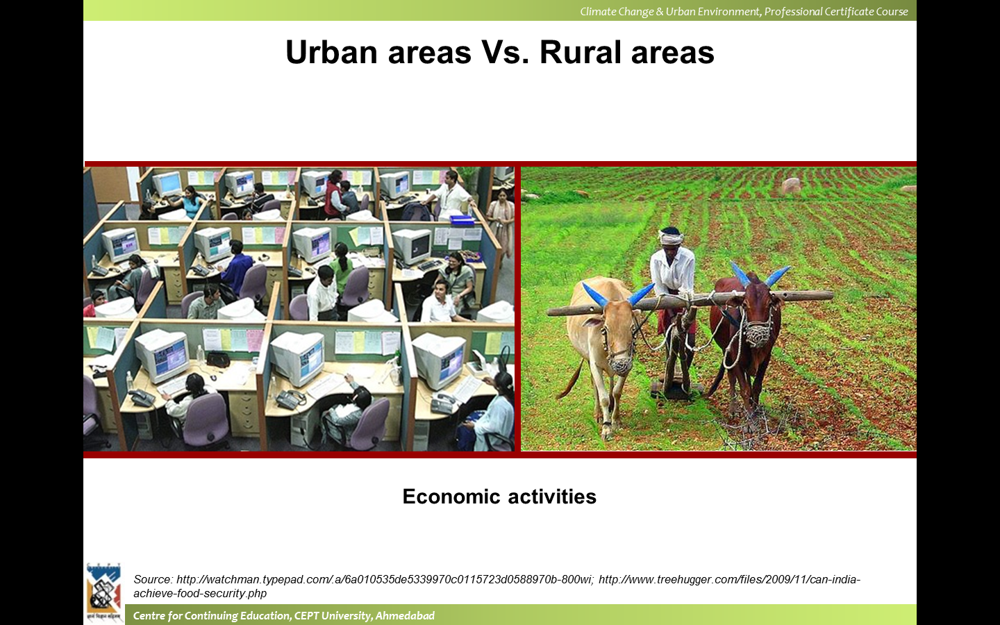 Climate Change & Urban Environment, Professional Certificate Course
Urban areas Vs. Rural areas
Economic activities
C E P T
Source: http://watchman.typepad.com/.a/6a010535de5339970c0115723d0588970b-800wi; http://www.treehugger.com/files/2009/11/can-india-
achieve-food-security.php
Centre for Continuing Education, CEPT University, Ahmedabad